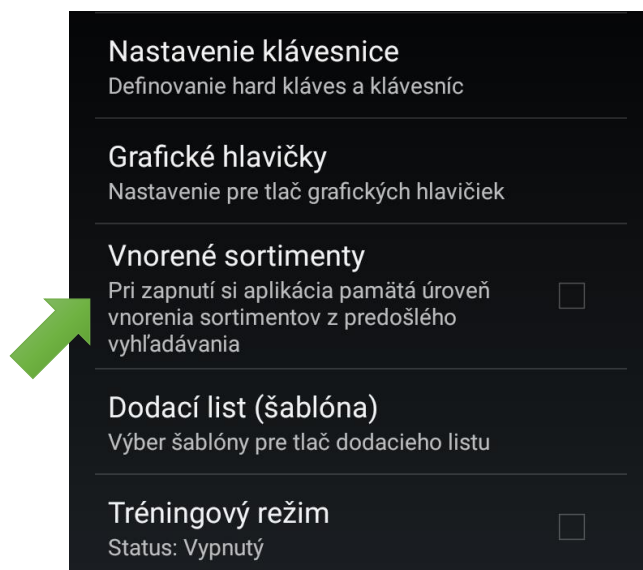 Nastavenie klávesnice
Definovanie hard kláves a klávesníc
Grafické hlavičky
Nastavenie pre tlač grafických hlavičiek
Vnorené sortimenty
Pri zapnutí si aplikácia pamätá úroveň
vnorenia sortimentov z predošlého
vyhľadávania
Dodací list (šablóna)
Výber šablóny pre tlač dodacieho listu
Tréningový režim
Status: Vypnutý